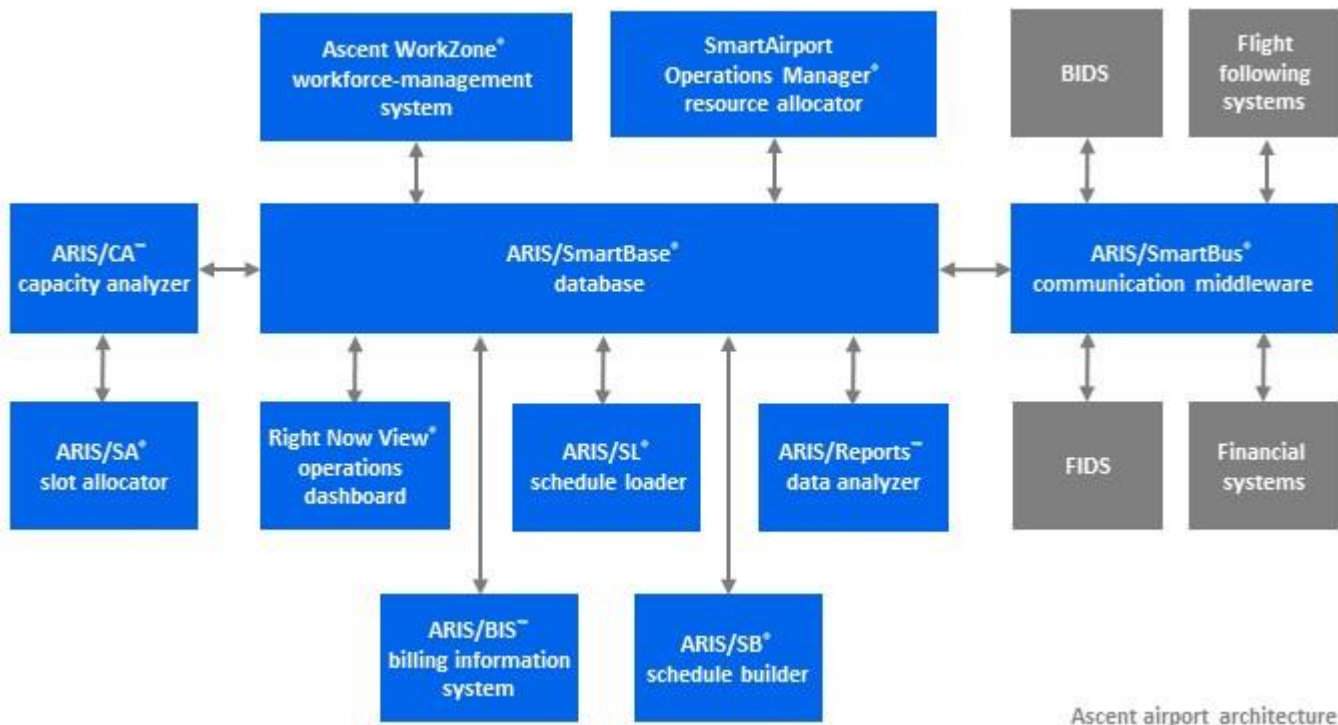 Ascent WorkZone®
workforce-management
system
SmartAirport
Operations Manager®
resource allocator
BIDS
Flight
following
systems
ARIS/CA™
capacity analyzer
ARIS/SmartBase®
database
ARIS/SmartBus®
communication middleware
ARIS/SA®
slot allocator
Right Now View®
operations
dashboard
ARIS/SL®
schedule loader
ARIS/Reports™
data analyzer
FIDS
Financial
systems
ARIS/BIS™
billing information
system
ARIS/SB®
schedule builder
Ascent airport architecture